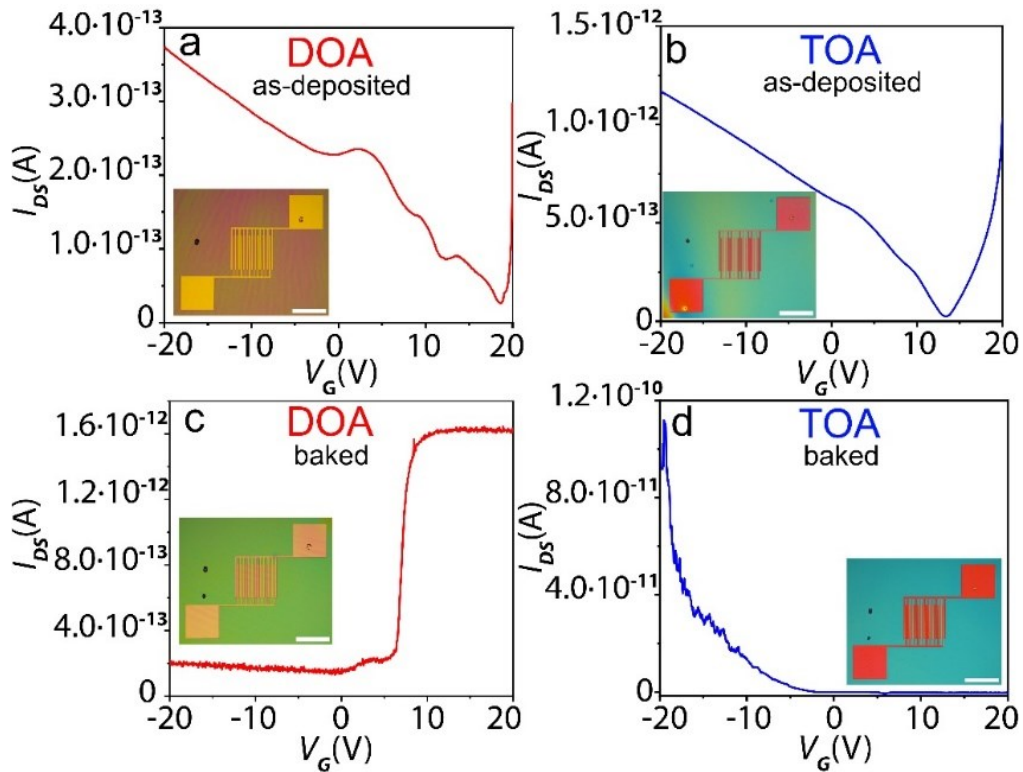 4.0·10⁻¹³
a
DOA
as-deposited
3.0·10⁻¹³
2.0·10⁻¹³
1.0·10⁻¹³
0
I_DS(A)
-20 -10 0 10 20
V_G(V)
1.5·10⁻¹²
b
TOA
as-deposited
1.0·10⁻¹²
5.0·10⁻¹³
0
I_DS(A)
-20 -10 0 10 20
V_G(V)
c
DOA
baked
1.6·10⁻¹²
1.2·10⁻¹²
8.0·10⁻¹³
4.0·10⁻¹³
0
I_DS(A)
-20 -10 0 10 20
V_G(V)
1.2·10⁻¹⁰
d
TOA
baked
8.0·10⁻¹¹
4.0·10⁻¹¹
0
I_DS(A)
-20 -10 0 10 20
V_G(V)